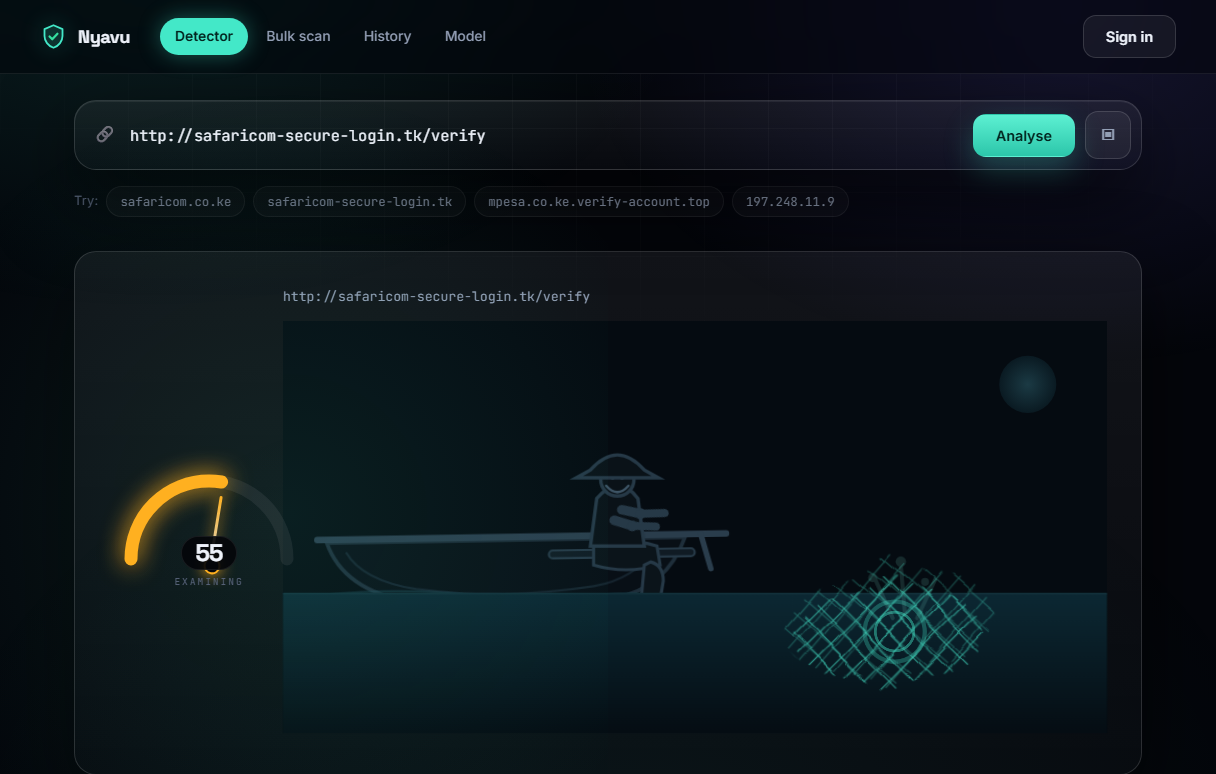 Nyavu
Detector
Bulk scan
History
Model
Sign in
http://safaricom-secure-login.tk/verify
Analyse
Try:
safaricom.co.ke
safaricom-secure-login.tk
mpesa.co.ke.verify-account.top
197.248.11.9
http://safaricom-secure-login.tk/verify
55
EXAMINING